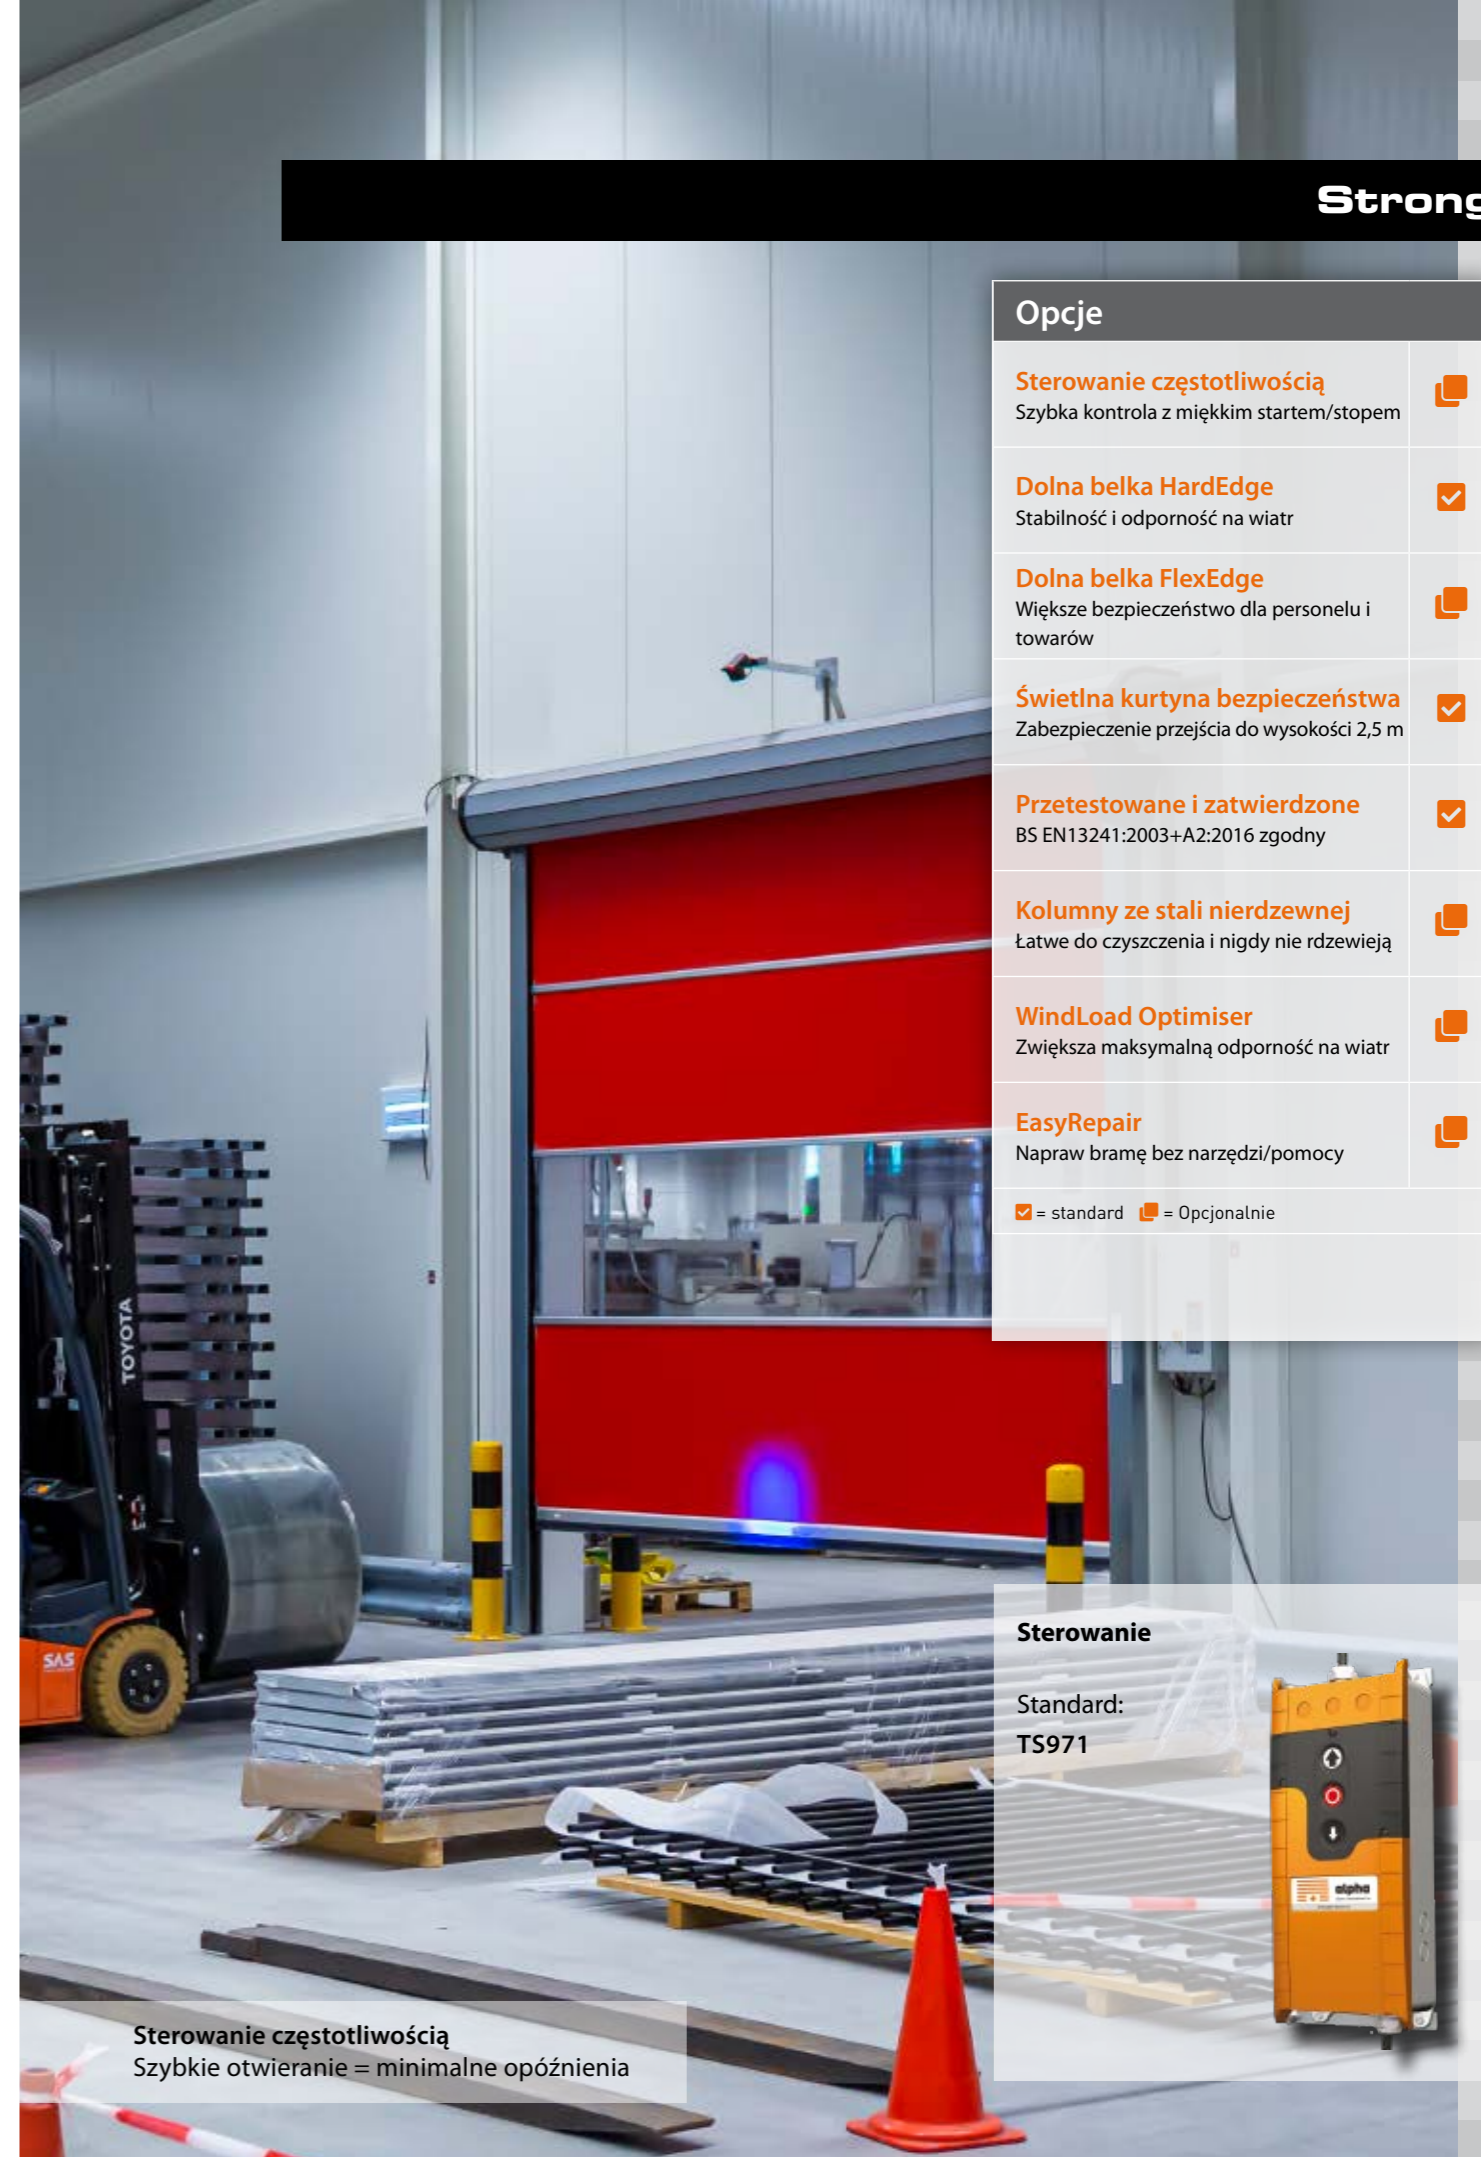 Strong
Opcje
Sterowanie częstotliwością
Szybka kontrola z miękkim startem/stopem
Dolna belka HardEdge
Stabilność i odporność na wiatr
Dolna belka FlexEdge
Większe bezpieczeństwo dla personelu i
towarów
Świetlna kurtyna bezpieczeństwa
Zabezpieczenie przejścia do wysokości 2,5 m
Przetestowane i zatwierdzone
BS EN13241:2003+A2:2016 zgodny
Kolumny ze stali nierdzewnej
Łatwe do czyszczenia i nigdy nie rdzewieją
WindLoad Optimiser
Zwiększa maksymalną odporność na wiatr
EasyRepair
Napraw bramę bez narzędzi/pomocy
= standard = Opcjonalnie
TOYOTA
SAS
Sterowanie
Standard:
TS971
alpha
Sterowanie częstotliwością
Szybkie otwieranie = minimalne opóźnienia